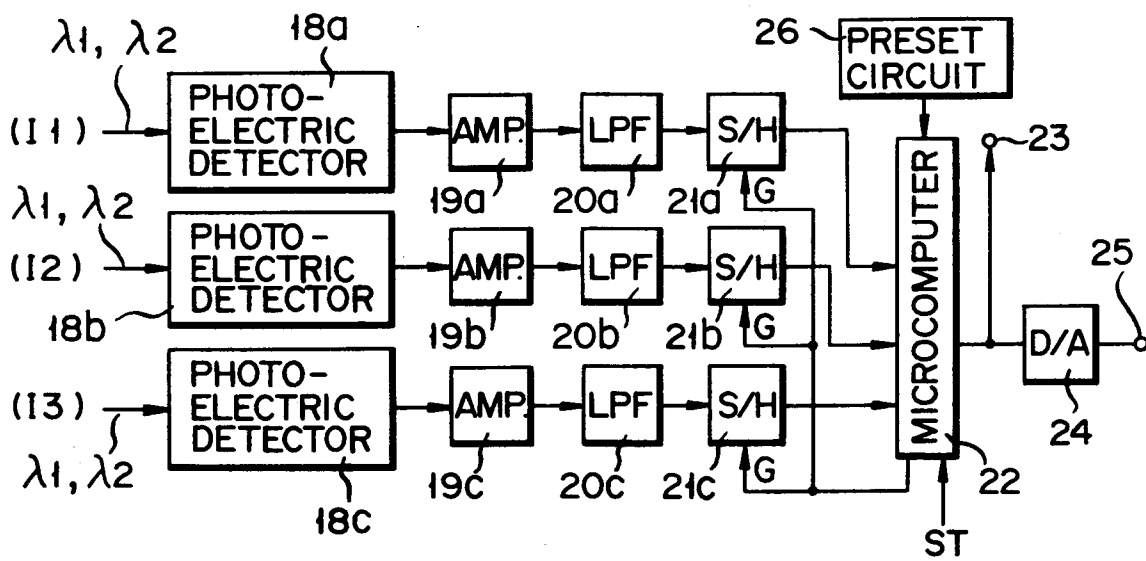 λ1, λ2
18a
26
PRESET
CIRCUIT
(I1)
PHOTO-
ELECTRIC
DETECTOR
AMP.
LPF
S/H
23
19a
20a
21a
G
λ1, λ2
(I2)
PHOTO-
ELECTRIC
DETECTOR
AMP.
LPF
S/H
MICROCOMPUTER
25
18b
19b
20b
21b
G
D/A
24
(I3)
PHOTO-
ELECTRIC
DETECTOR
AMP.
LPF
S/H
λ1, λ2
19c
20c
21c
G
22
18c
ST